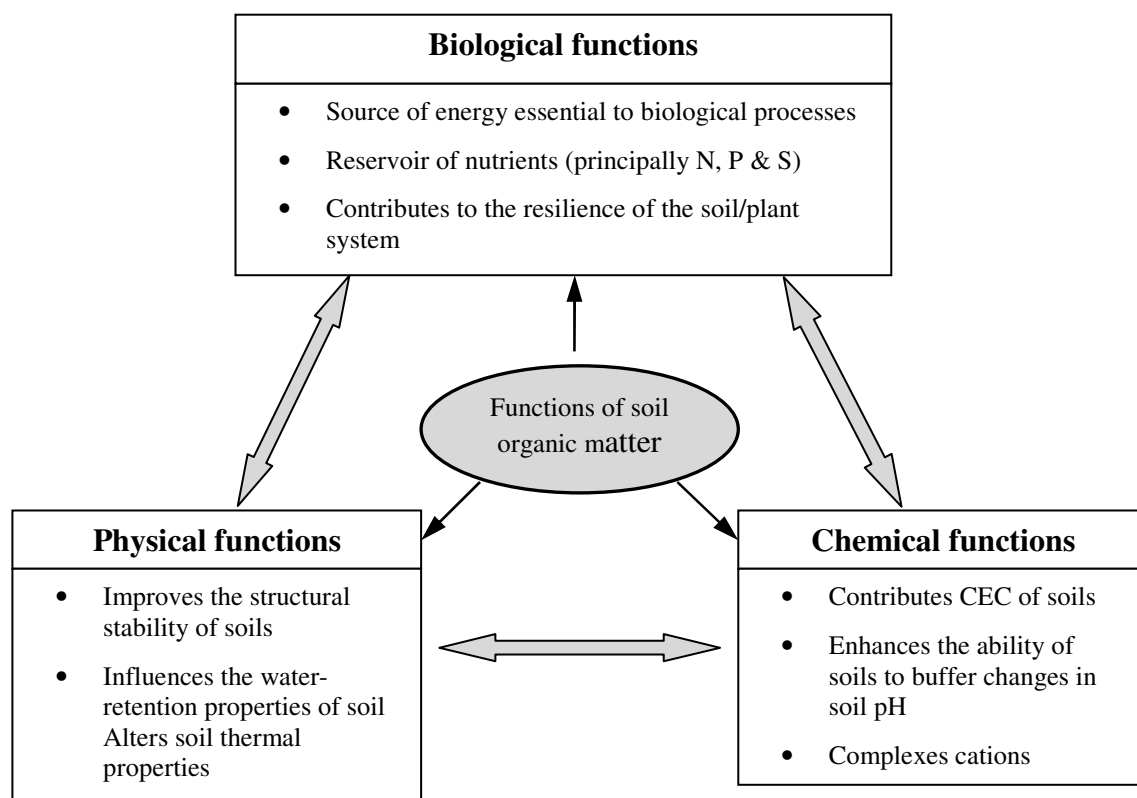 Biological functions
• Source of energy essential to biological processes
• Reservoir of nutrients (principally N, P & S)
• Contributes to the resilience of the soil/plant
system
Functions of soil
organic matter
Physical functions
• Improves the structural
stability of soils
• Influences the water-
retention properties of soil
Alters soil thermal
properties
Chemical functions
• Contributes CEC of soils
• Enhances the ability of
soils to buffer changes in
soil pH
• Complexes cations